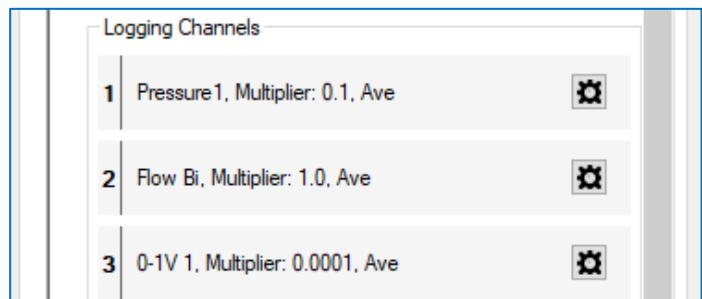 Logging Channels
1 Pressure1, Multiplier: 0.1, Ave
2 Flow Bi, Multiplier: 1.0, Ave
3 0-1V 1, Multiplier: 0.0001, Ave